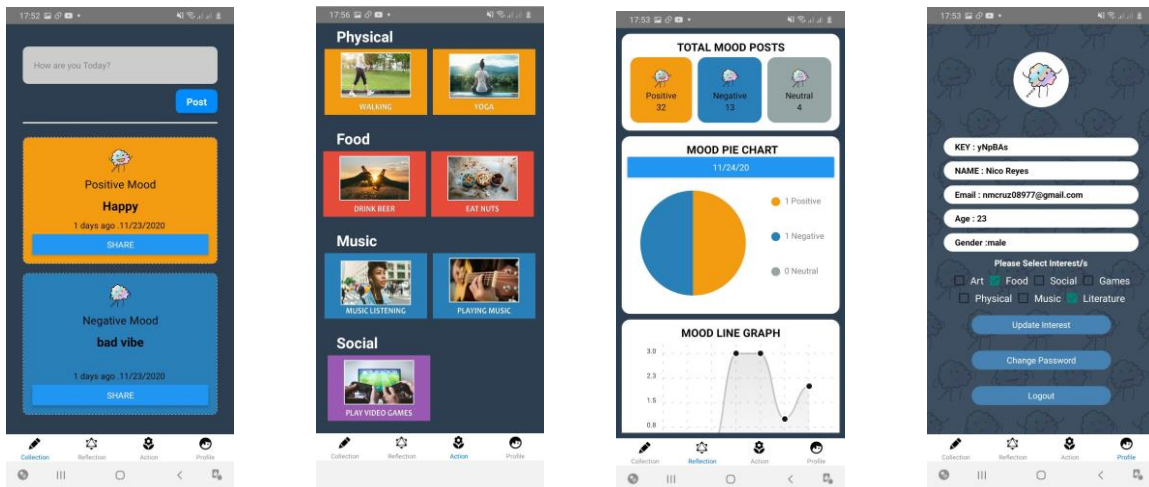 17:52
How are you Today?
Post
Positive Mood
Happy
1 days ago .11/23/2020
SHARE
Negative Mood
bad vibe
1 days ago .11/23/2020
SHARE
Collection Reflection Action Profile
17:56
Physical
WALKING YOGA
Food
DRINK BEER EAT NUTS
Music
MUSIC LISTENING PLAYING MUSIC
Social
PLAY VIDEO GAMES
Collection Reflection Action Profile
17:53
TOTAL MOOD POSTS
Positive Negative Neutral
32 13 4
MOOD PIE CHART
11/24/20
1 Positive
1 Negative
0 Neutral
MOOD LINE GRAPH
3.0
2.3
1.5
0.8
Collection Reflection Action Profile
17:53
KEY : yNpBAs
NAME : Nico Reyes
Email : nmcruz08977@gmail.com
Age : 23
Gender :male
Please Select Interest/s
Art Food Social Games
Physical Music Literature
Update Interest
Change Password
Logout
Collection Reflection Action Profile